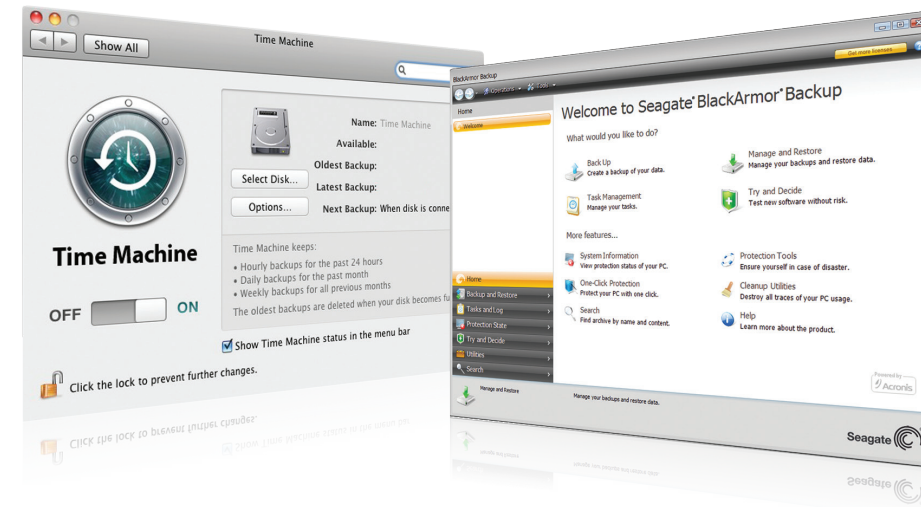 Time Machine
Show All
Name: Time Machine
Available:
Oldest Backup:
Select Disk...
Latest Backup:
Options...
Next Backup: When disk is conne
Time Machine
Time Machine keeps:
• Hourly backups for the past 24 hours
• Daily backups for the past month
• Weekly backups for all previous months
The oldest backups are deleted when your disk becomes fu
OFF
ON
Show Time Machine status in the menu bar
Click the lock to prevent further changes.
BlackArmor Backup
Get more licenses
Operations
Tools
Home
Welcome
Welcome to Seagate® BlackArmor® Backup
What would you like to do?
Back Up
Create a backup of your data.
Manage and Restore
Manage your backups and restore data.
Task Management
Manage your tasks.
Try and Decide
Test new software without risk.
More features...
System Information
View protection status of your PC.
Protection Tools
Ensure yourself in case of disaster.
One-Click Protection
Protect your PC with one click.
Cleanup Utilities
Destroy all traces of your PC usage.
Search
Find archive by name and content.
Help
Learn more about the product.
Home
Backup and Restore
Tasks and Log
Protection State
Try and Decide
Utilities
Search
Powered by
Acronis
Manage and Restore
Manage your backups and restore data.
Seagate